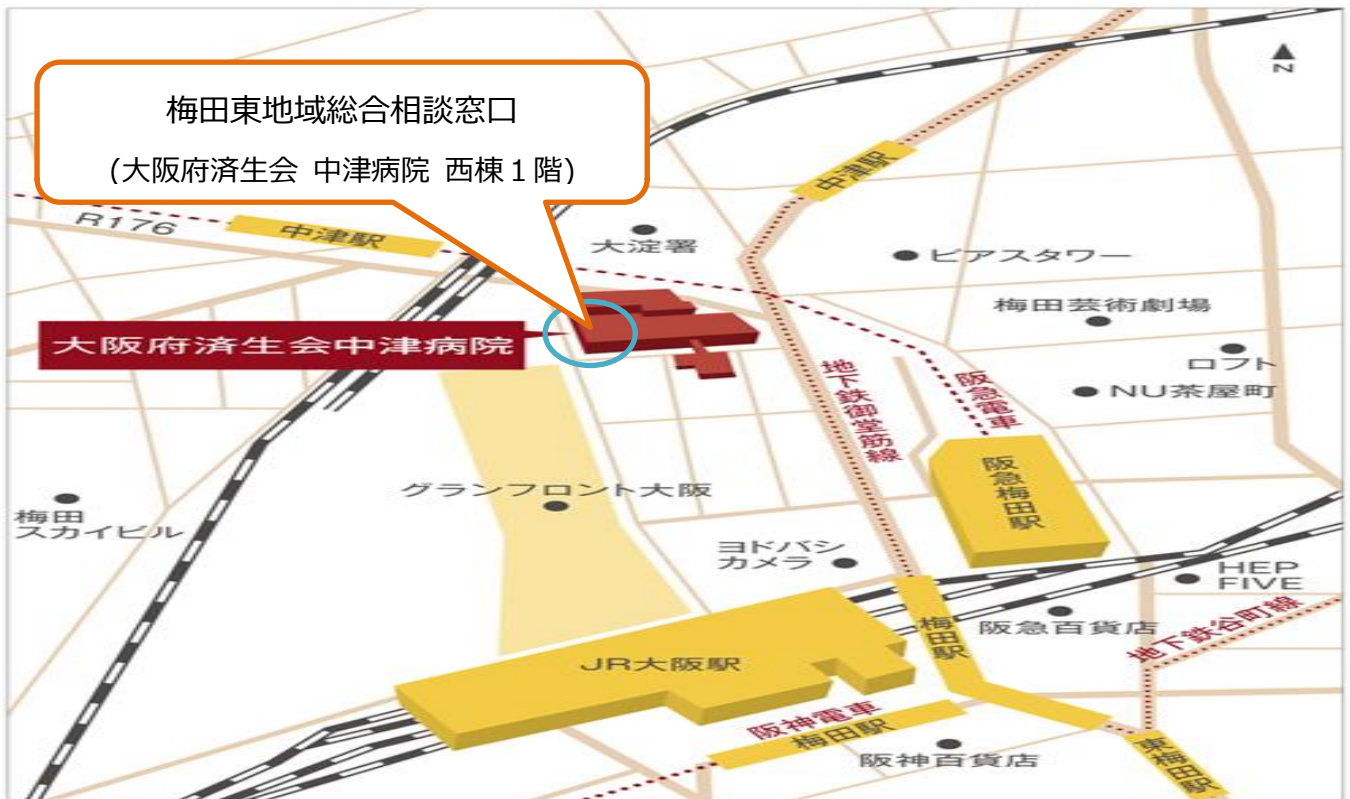 N
梅田東地域総合相談窓口
(大阪府済生会 中津病院 西棟１階)
中津駅
R176
中津駅
大淀署
ピアスタワー
梅田芸術劇場
大阪府済生会中津病院
ロフト
地下鉄御堂筋線
阪急電車
NU茶屋町
阪急梅田駅
グランフロント大阪
梅田
スカイビル
ヨドバシ
カメラ
HEP
FIVE
梅田駅
阪急百貨店
地下鉄谷町線
JR大阪駅
阪神電車
梅田駅
阪神百貨店
東梅田駅